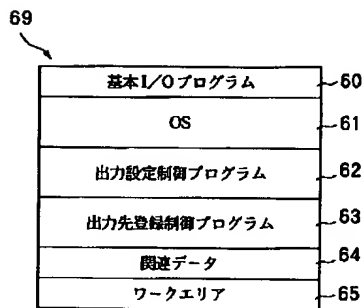 69
基本I/Oプログラム 60
OS 61
出力設定制御プログラム 62
出力先登録制御プログラム 63
関連データ 64
ワークエリア 65